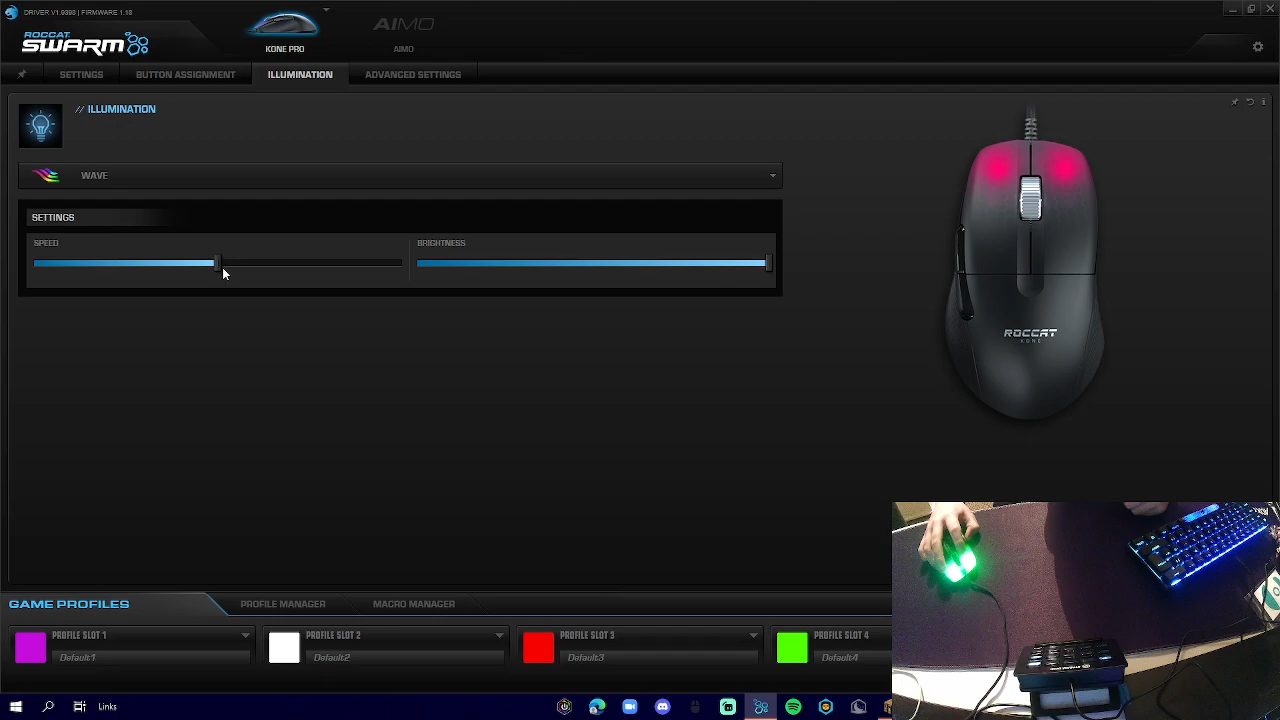 DRIVER V1.9398 | FIRMWARE 1.18
ROCCAT
SWARM
KONE PRO
AIMO
AIMO
SETTINGS
BUTTON ASSIGNMENT
ILLUMINATION
ADVANCED SETTINGS
// ILLUMINATION
WAVE
SETTINGS
SPEED
BRIGHTNESS
ROCCAT
KONE
GAME PROFILES
PROFILE MANAGER
MACRO MANAGER
PROFILE SLOT 1
Default1
PROFILE SLOT 2
Default2
PROFILE SLOT 3
Default3
PROFILE SLOT 4
Default4
Links